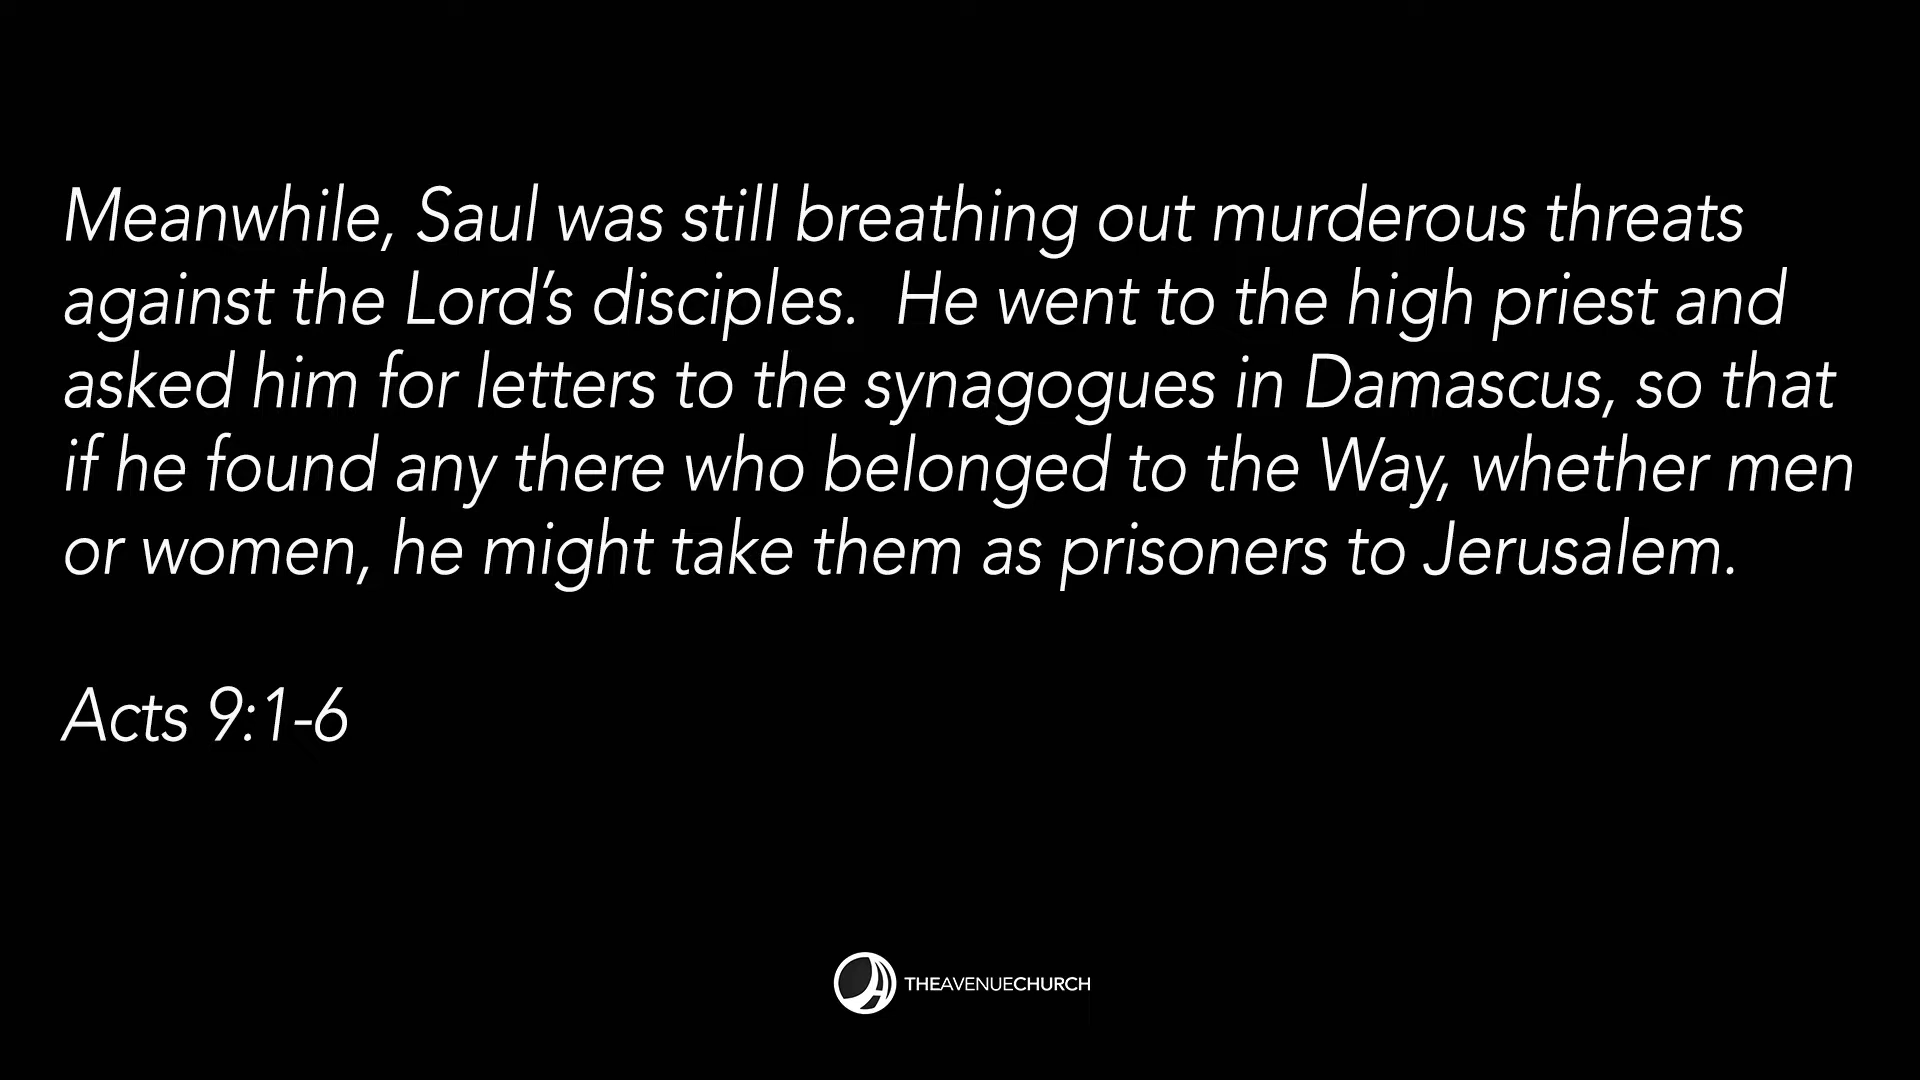 Meanwhile, Saul was still breathing out murderous threats
against the Lord’s disciples.  He went to the high priest and
asked him for letters to the synagogues in Damascus, so that
if he found any there who belonged to the Way, whether men
or women, he might take them as prisoners to Jerusalem.
Acts 9:1-6
THEAVENUECHURCH